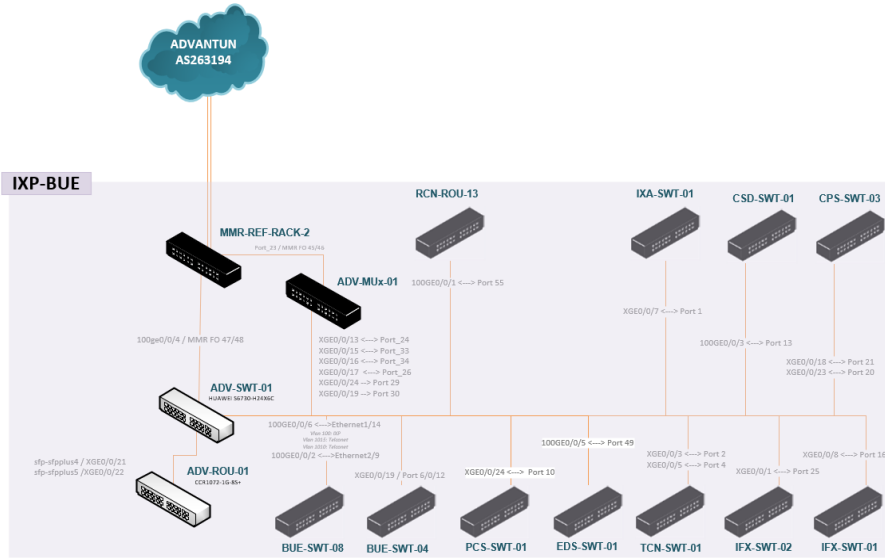 ADVANTUN
AS263194
IXP-BUE
RCN-ROU-13
IXA-SWT-01
CSD-SWT-01
CPS-SWT-03
MMR-REF-RACK-2
Port_23 / MMR FO 45/46
ADV-MUx-01
100GE0/0/1 <---> Port 55
XGE0/0/7 <---> Port 1
100GE0/0/3 <---> Port 13
100ge0/0/4 / MMR FO 47/48
XGE0/0/13 <---> Port_24
XGE0/0/15 <---> Port_33
XGE0/0/16 <---> Port_34
XGE0/0/17 <---> Port_26
XGE0/0/24 --> Port 29
XGE0/0/19 --> Port 30
XGE0/0/18 <---> Port 21
XGE0/0/23 <---> Port 20
ADV-SWT-01
HUAWEI S6730-H24X6C
100GE0/0/6 <--->Ethernet1/14
100GE0/0/2 <--->Ethernet2/9
100GE0/0/5 <---> Port 49
XGE0/0/3 <---> Port 2
XGE0/0/5 <---> Port 4
XGE0/0/8 <---> Port 16
sfp-sfpplus4 / XGE0/0/21
sfp-sfpplus5 /XGE0/0/22
ADV-ROU-01
CCR1072-1G-8S+
XGE0/0/19 / Port 6/0/12
XGE0/0/24 <---> Port 10
XGE0/0/1 <---> Port 25
BUE-SWT-08
BUE-SWT-04
PCS-SWT-01
EDS-SWT-01
TCN-SWT-01
IFX-SWT-02
IFX-SWT-01